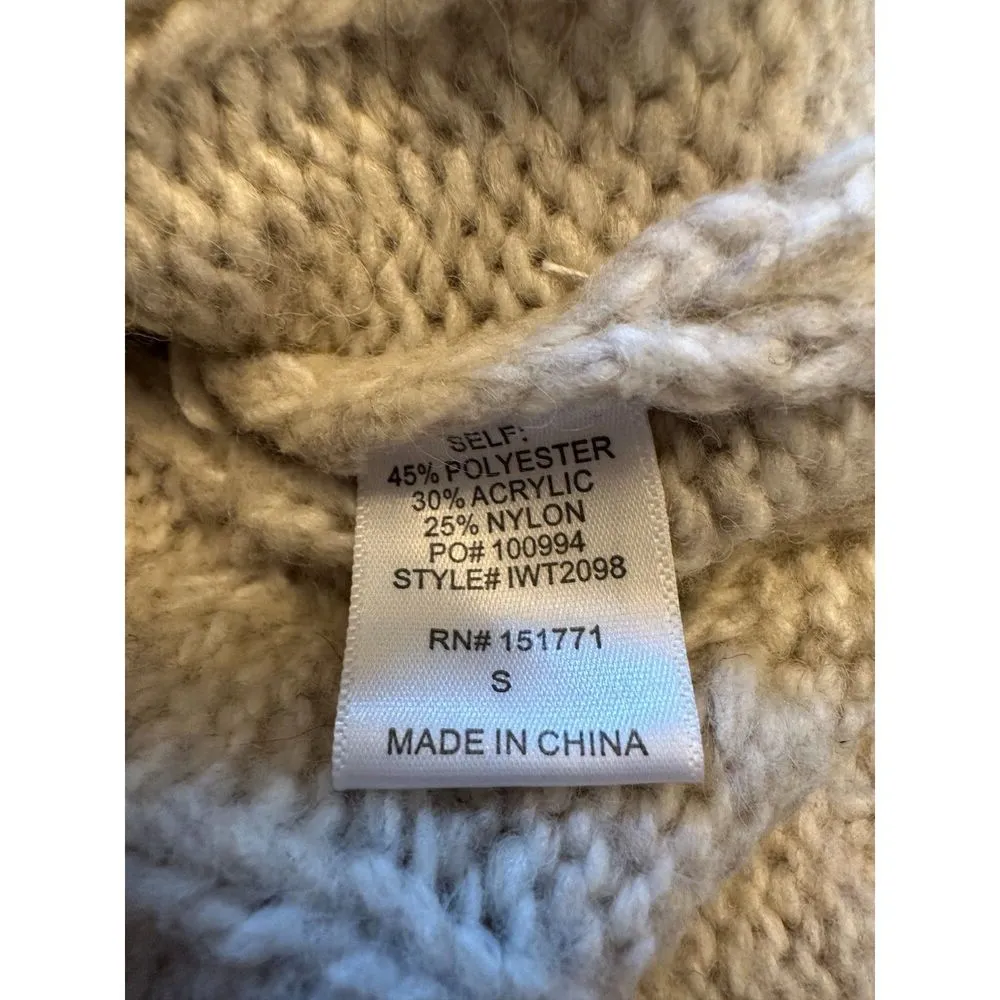 SELF:
45% POLYESTER
30% ACRYLIC
25% NYLON
PO# 100994
STYLE# IWT2098
RN# 151771
S
MADE IN CHINA